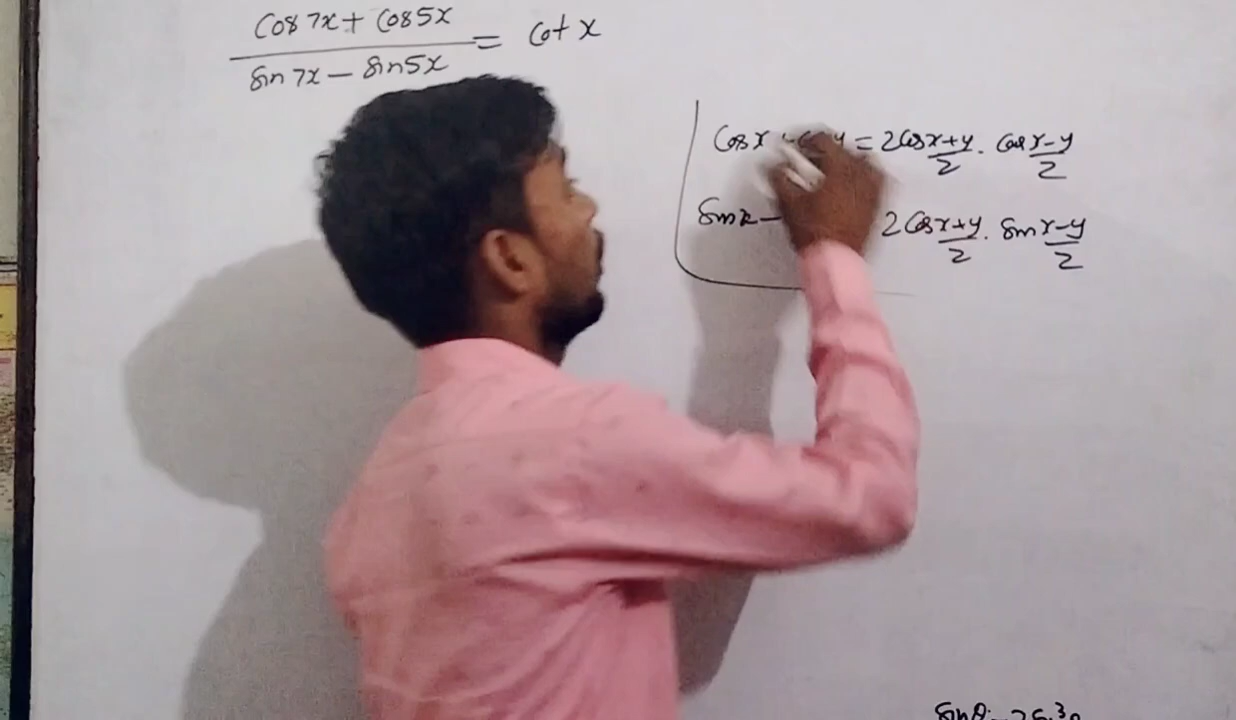 Cos 7x + Cos 5x
———————— = Cot x
Sin 7x - Sin 5x
Cos x = 2 Cos x+y/2 . Cos x-y/2
Sin x - 2 Cos x+y/2 . Sin x-y/2
Sinθ